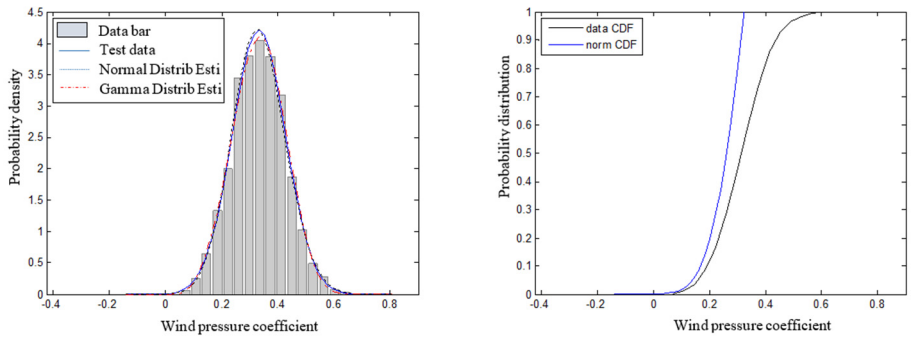 4.5
4
3.5
3
2.5
2
1.5
1
0.5
0
-0.4 -0.2 0 0.2 0.4 0.6 0.8
Probability density
Wind pressure coefficient
Data bar
Test data
Normal Distrib Esti
Gamma Distrib Esti
1
0.9
0.8
0.7
0.6
0.5
0.4
0.3
0.2
0.1
0
-0.4 -0.2 0 0.2 0.4 0.6 0.8
Probability distribution
Wind pressure coefficient
data CDF
norm CDF